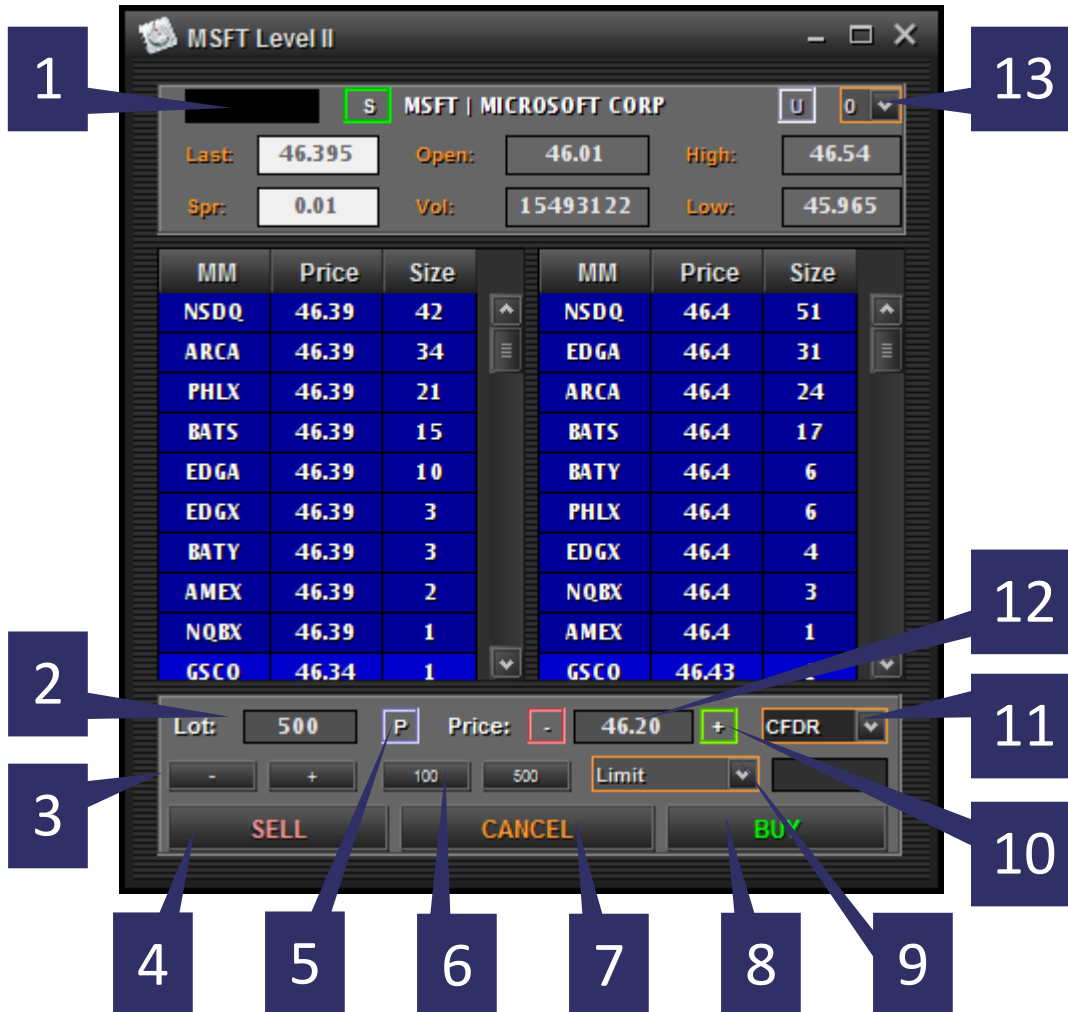 MSFT Level II
1
13
S MSFT | MICROSOFT CORP U 0
Last: 46.395 Open: 46.01 High: 46.54
Spr: 0.01 Vol: 15493122 Low: 45.965
MM Price Size MM Price Size
NSDQ 46.39 42 NSDQ 46.4 51
ARCA 46.39 34 EDGA 46.4 31
PHLX 46.39 21 ARCA 46.4 24
BATS 46.39 15 BATS 46.4 17
EDGA 46.39 10 BATY 46.4 6
EDGX 46.39 3 PHLX 46.4 6
BATY 46.39 3 EDGX 46.4 4
AMEX 46.39 2 NQBX 46.4 3
12
NQBX 46.39 1 AMEX 46.4 1
GSCO 46.34 1 GSCO 46.43
2
11
Lot: 500 P Price: - 46.20 + CFDR
3
- + 100 500 Limit
SELL CANCEL BUY
10
4 5 6 7 8 9